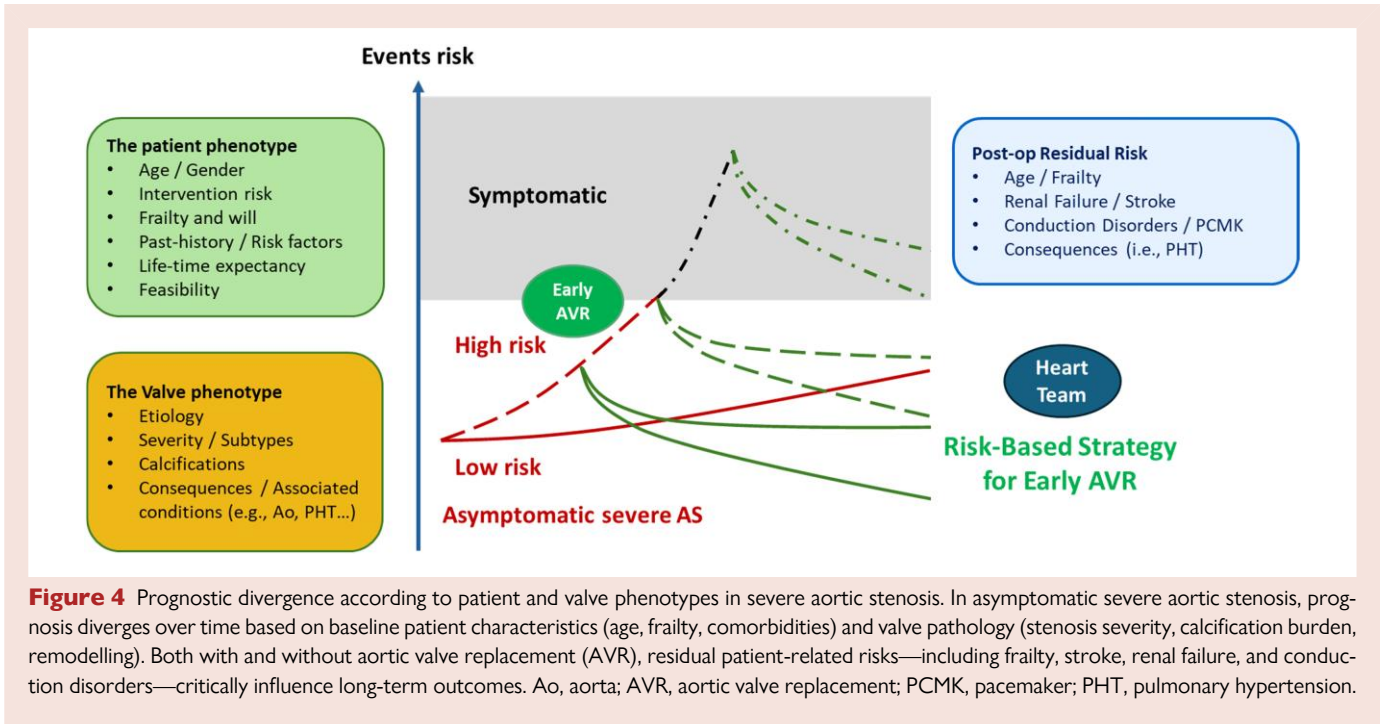 Events risk
The patient phenotype
• Age / Gender
• Intervention risk
• Frailty and will
• Past-history / Risk factors
• Life-time expectancy
• Feasibility
The Valve phenotype
• Etiology
• Severity / Subtypes
• Calcifications
• Consequences / Associated
conditions (e.g., Ao, PHT...)
Symptomatic
Early
AVR
High risk
Low risk
Asymptomatic severe AS
Post-op Residual Risk
• Age / Frailty
• Renal Failure / Stroke
• Conduction Disorders / PCMK
• Consequences (i.e., PHT)
Heart
Team
Risk-Based Strategy
for Early AVR
Figure 4 Prognostic divergence according to patient and valve phenotypes in severe aortic stenosis. In asymptomatic severe aortic stenosis, prog-
nosis diverges over time based on baseline patient characteristics (age, frailty, comorbidities) and valve pathology (stenosis severity, calcification burden,
remodelling). Both with and without aortic valve replacement (AVR), residual patient-related risks—including frailty, stroke, renal failure, and conduc-
tion disorders—critically influence long-term outcomes. Ao, aorta; AVR, aortic valve replacement; PCMK, pacemaker; PHT, pulmonary hypertension.